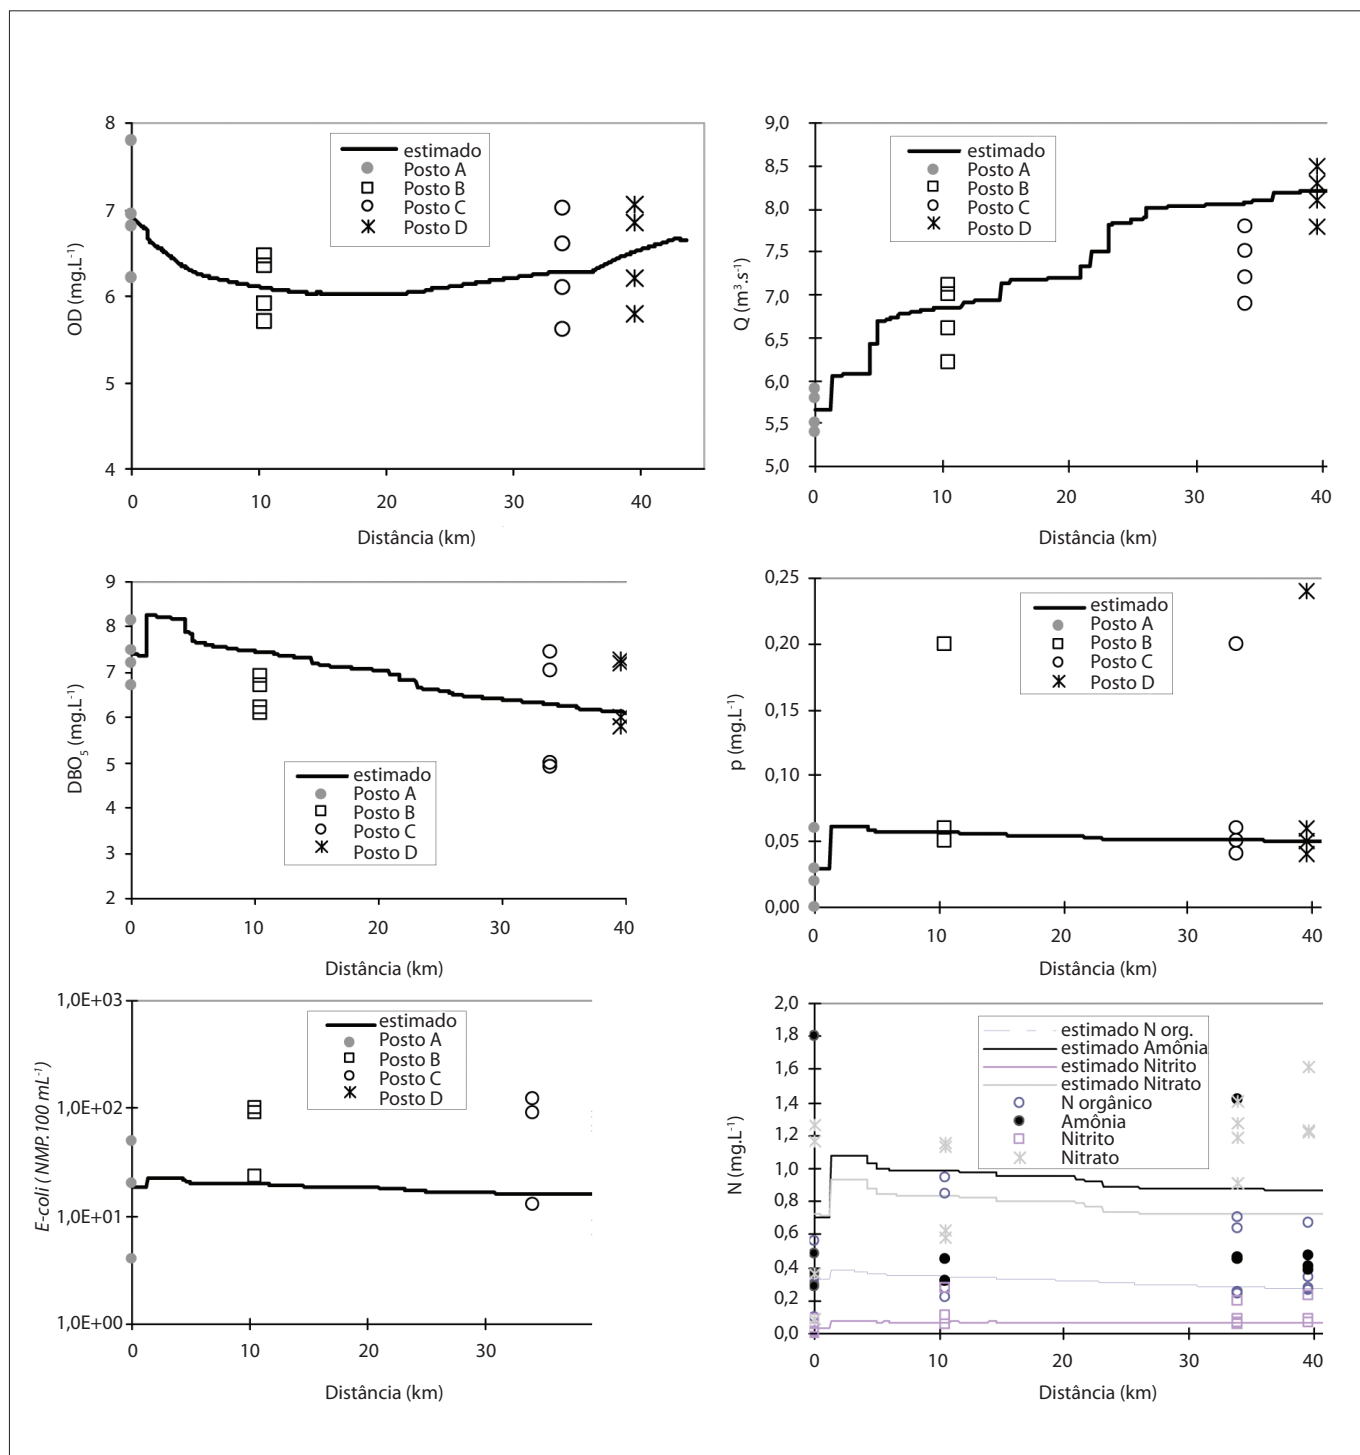 8
7
6
5
4
OD (mg.L⁻¹)
estimado
Posto A
Posto B
Posto C
Posto D
0 10 20 30 40
Distância (km)
9,0
8,5
8,0
7,5
7,0
6,5
6,0
5,5
5,0
Q (m³.s⁻¹)
estimado
Posto A
Posto B
Posto C
Posto D
0 10 20 30 40
Distância (km)
9
8
7
6
5
4
3
2
DBO₅ (mg.L⁻¹)
estimado
Posto A
Posto B
Posto C
Posto D
0 10 20 30 40
Distância (km)
0,25
0,20
0,15
0,10
0,05
0,00
p (mg.L⁻¹)
estimado
Posto A
Posto B
Posto C
Posto D
0 10 20 30 40
Distância (km)
1,0E+03
1,0E+02
1,0E+01
1,0E+00
E-coli ( NMP.100 mL⁻¹)
estimado
Posto A
Posto B
Posto C
Posto D
0 10 20 30
Distância (km)
2,0
1,8
1,6
1,4
1,2
1,0
0,8
0,6
0,4
0,2
0,0
N (mg.L⁻¹)
estimado N org.
estimado Amônia
estimado Nitrito
estimado Nitrato
N orgânico
Amônia
Nitrito
Nitrato
0 10 20 30 40
Distância (km)